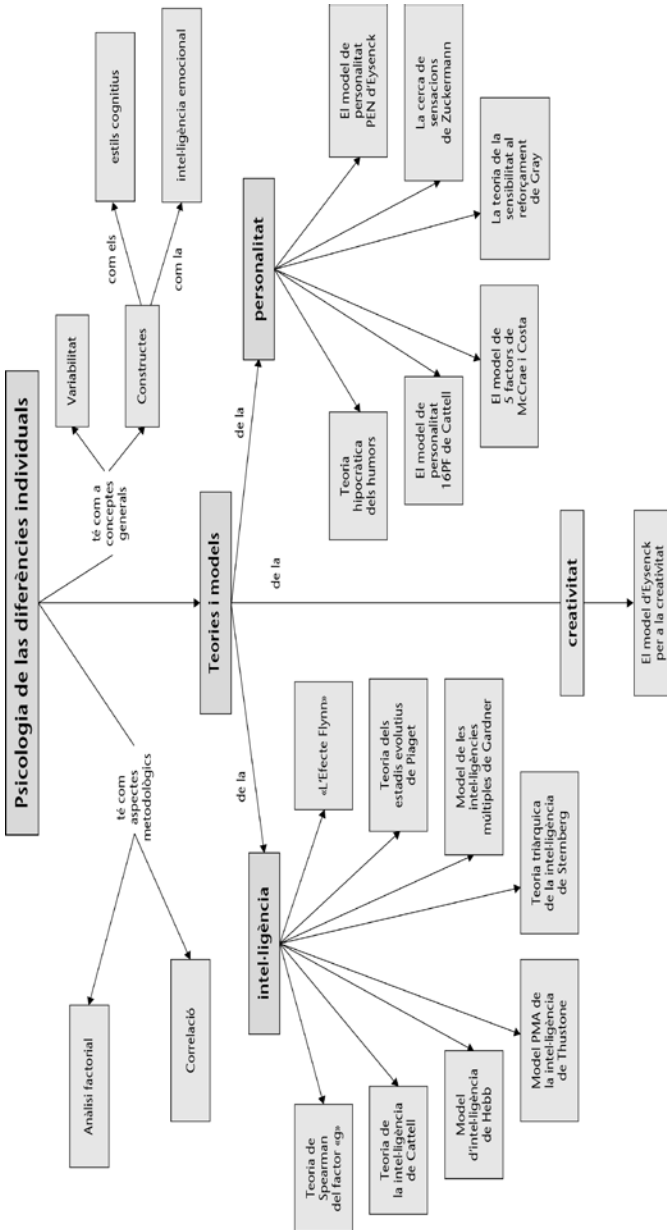 Psicologia de las diferències individuals
té com
aspectes
metodològics
té com a
conceptes
generals
Anàlisi factorial
Correlació
Variabilitat
Constructes
com els
com la
estils cognitius
intel·ligència emocional
Teories i models
de la
de la
de la
intel·ligència
Teoria de
Spearman
del factor «g»
Teoria de
la intel·ligència
de Cattell
Model
d'intel·ligència
de Hebb
Model PMA de
la intel·ligència
de Thustone
Teoria triàrquica
de la intel·ligència
de Sternberg
Model de les
intel·ligències
múltiples de Gardner
Teoria dels
estadis evolutius
de Piaget
«L'Efecte Flynn»
creativitat
El model d'Eysenck
per a la creativitat
personalitat
Teoria
hipocràtica
dels humors
El model de
personalitat
16PF de Cattell
El model de
5 factors de
McCrae i Costa
La teoria de la
sensibilitat al
reforçament
de Gray
La cerca de
sensacions
de Zuckermann
El model de
personalitat
PEN d'Eysenck